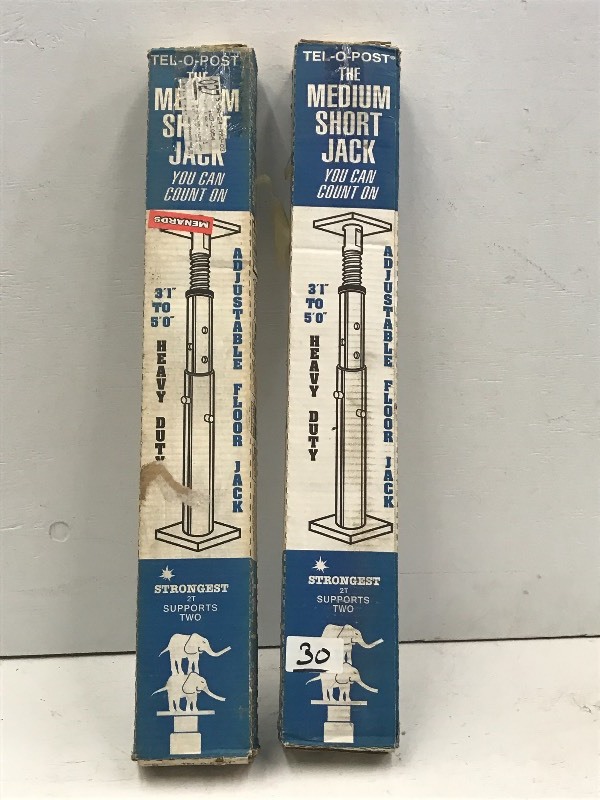 TEL-O-POST
THE
MEDIUM
SHORT
JACK
YOU CAN
COUNT ON
MENARDS
3'1"
TO
5'0"
HEAVY DUTY
ADJUSTABLE FLOOR JACK
STRONGEST
2T
SUPPORTS
TWO
TEL-O-POST
THE
MEDIUM
SHORT
JACK
YOU CAN
COUNT ON
3'1"
TO
5'0"
HEAVY DUTY
ADJUSTABLE FLOOR JACK
STRONGEST
2T
SUPPORTS
TWO
30